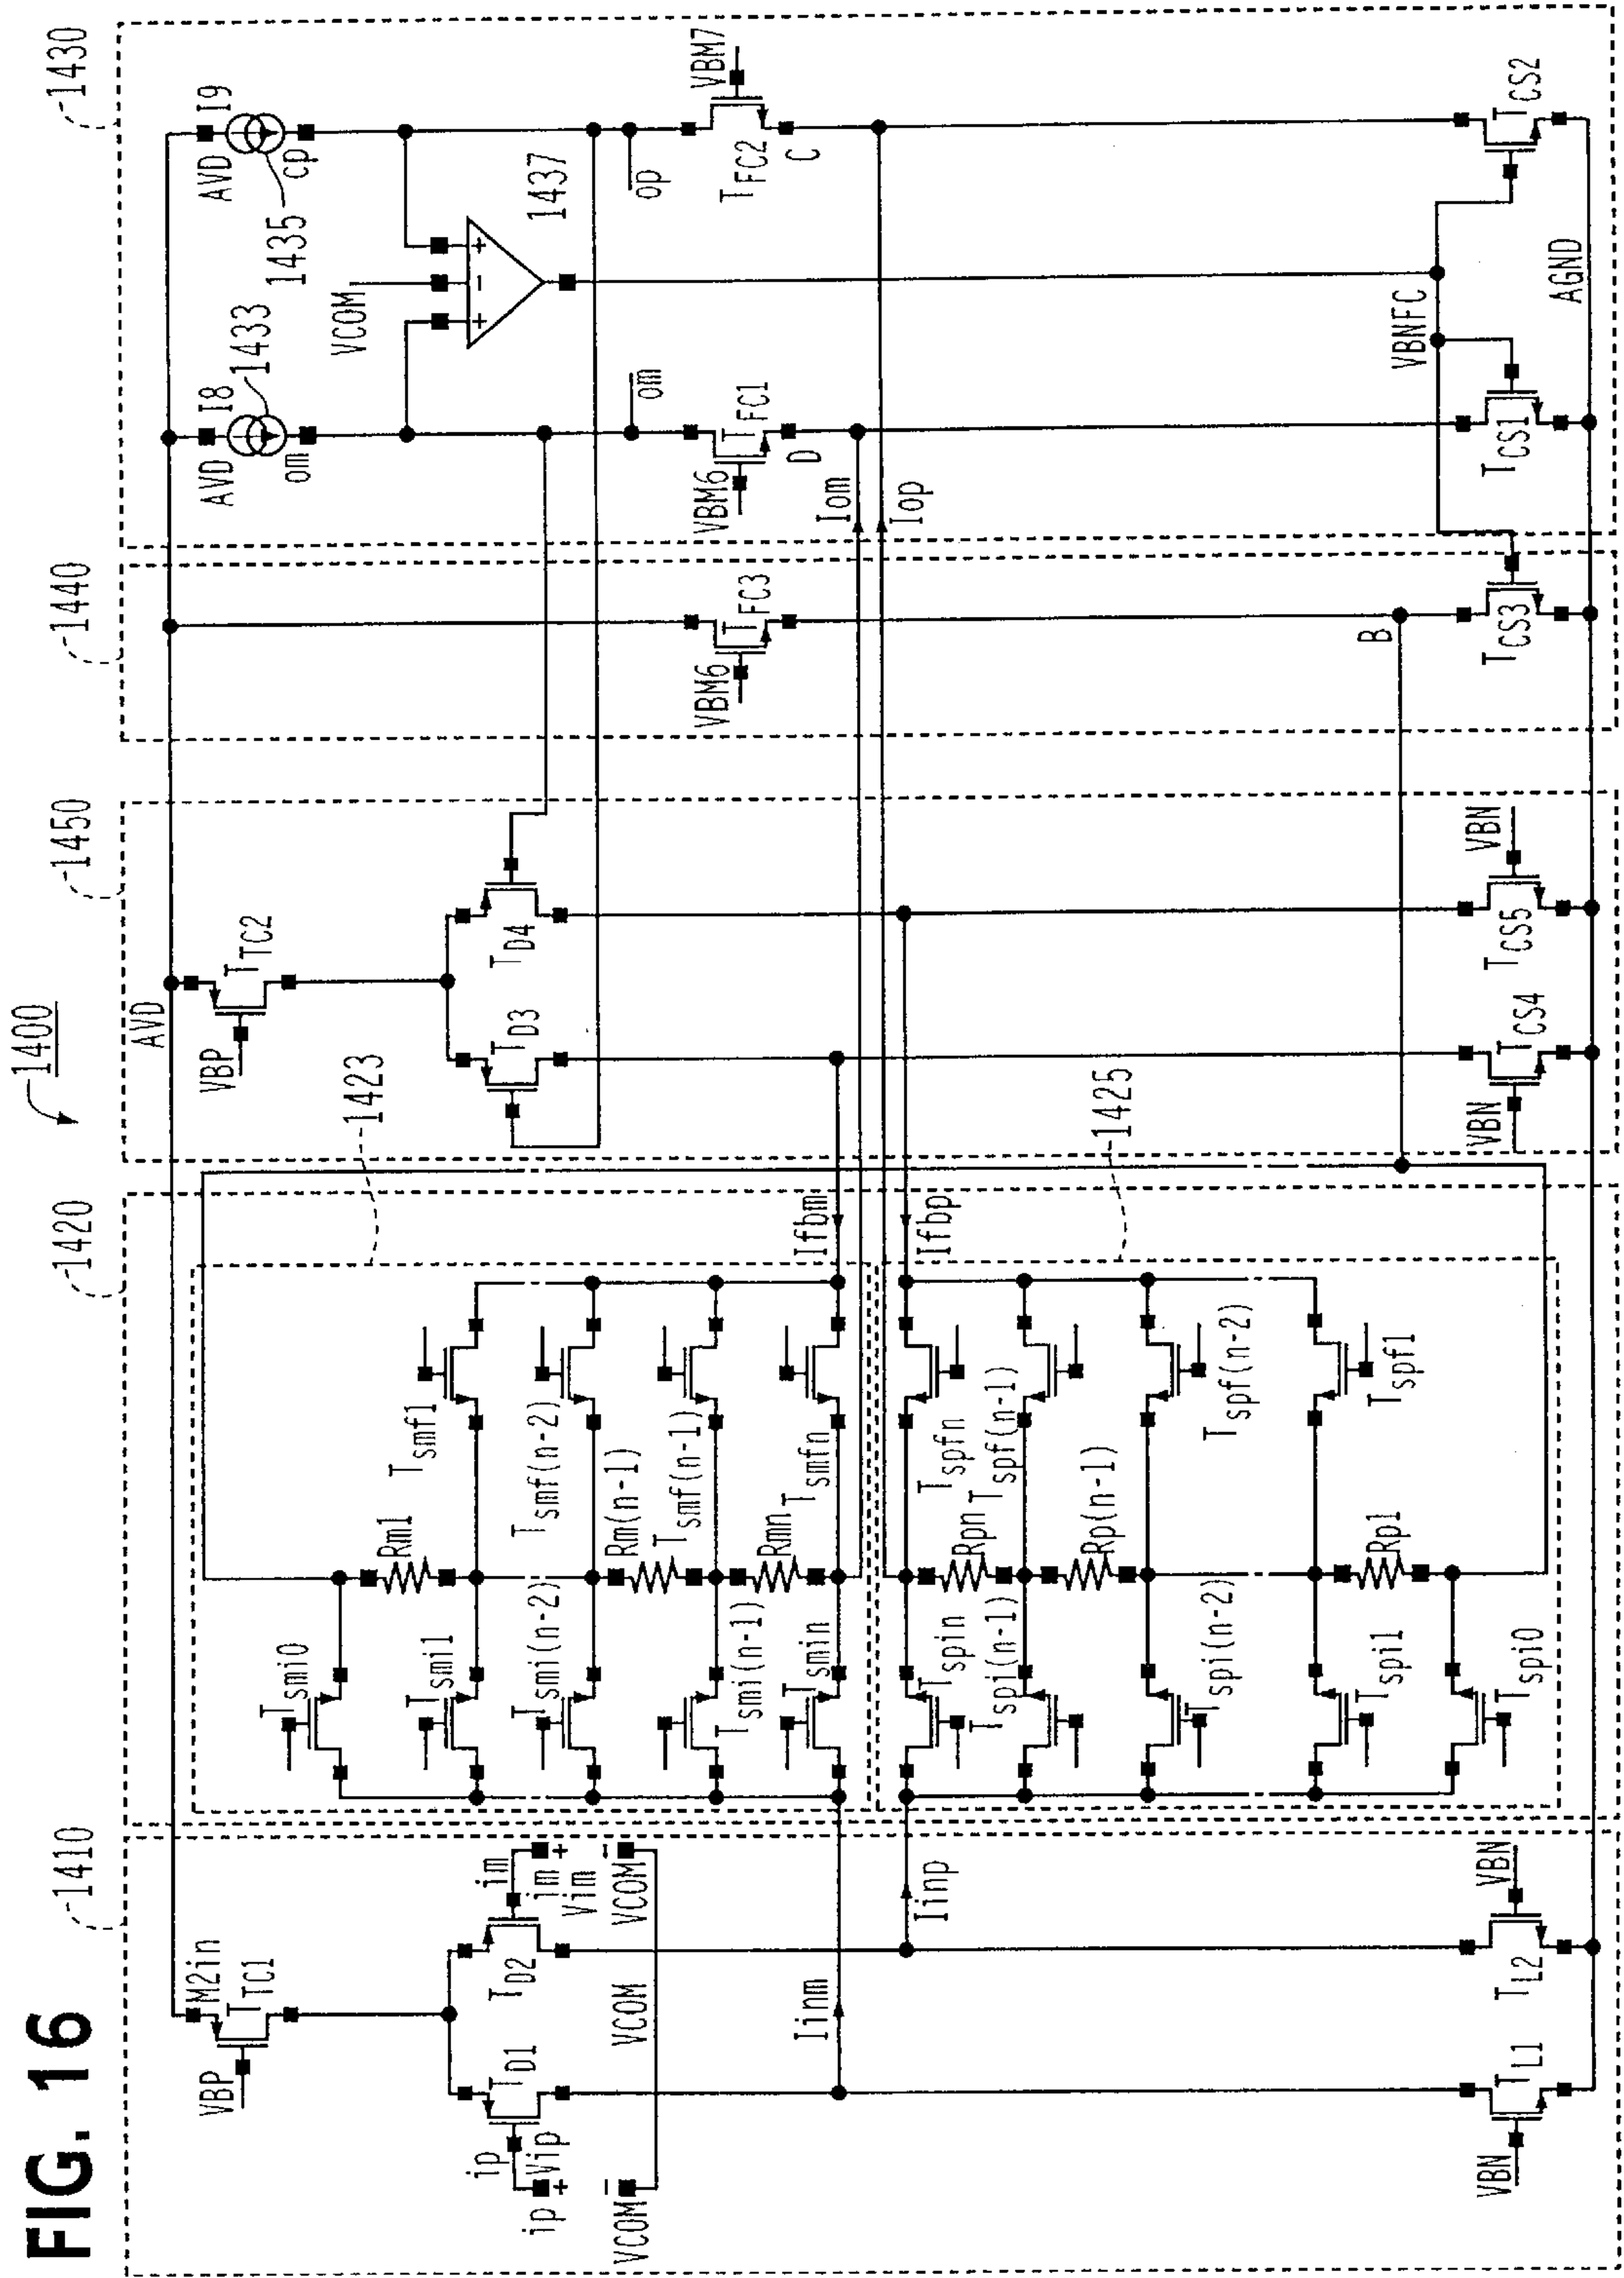 FIG. 16
1400
1410
1420
1450
1440
1430
M2in
VBP
TTC1
ip
ip
+
Vip
TD1
TD2
im
im
+
Vim
VCOM
VCOM
VCOM
Iinm
Iinp
VBN
TL1
TL2
VBN
1423
Tsmi0
Rm1
Tsmi1
Tsmf1
Tsmi(n-2)
Tsmf(n-2)
Rm(n-1)
Tsmi(n-1)
Tsmf(n-1)
Rmn
Tsmin
Tsmfn
Ifbm
Ifbp
1425
Tspin
Tspfn
Rpn
Tspi(n-1)
Tspf(n-1)
Rp(n-1)
Tspi(n-2)
Tspf(n-2)
Tspi1
Tspf1
Rp1
Tspi0
AVD
VBP
TTC2
TD3
TD4
VBN
TCS4
TCS5
VBN
VBM6
TFC3
B
TCS3
AVD
I8
1433
om
AVD
I9
1435
cp
VCOM
+
-
+
1437
om
op
VBM6
TFC1
D
TFC2
VBM7
C
Iom
Iop
VBNFC
TCS1
AGND
TCS2